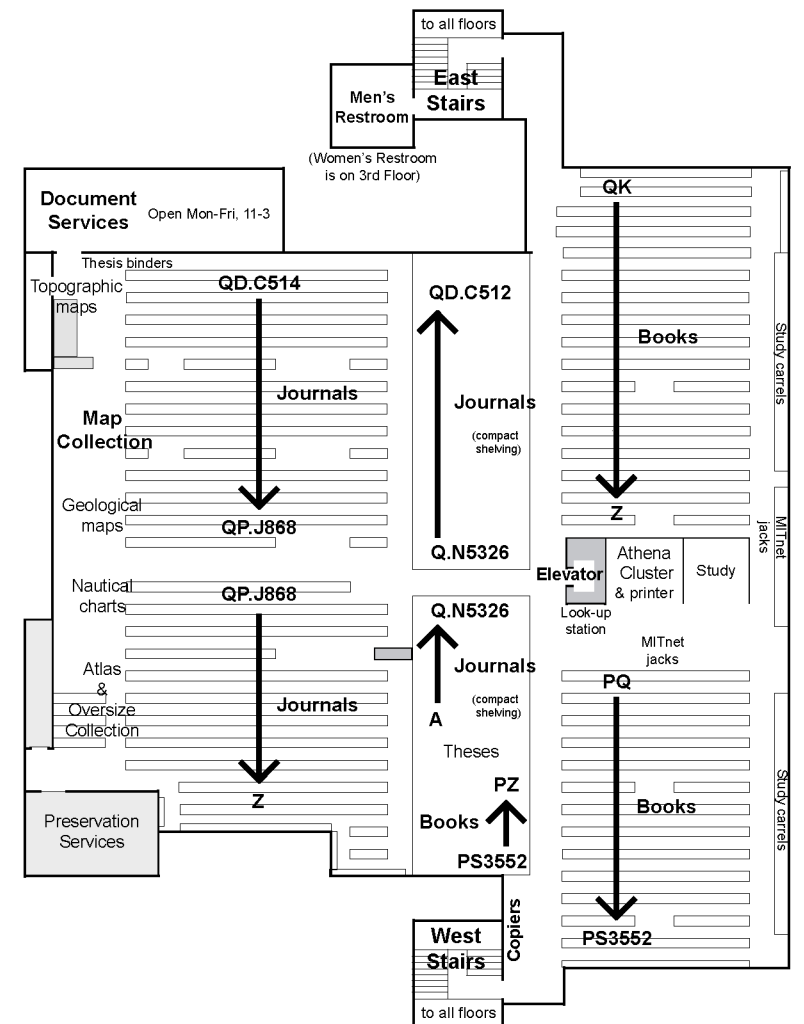 to all floors
East
Stairs
Men's
Restroom
(Women's Restroom
is on 3rd Floor)
Document
Services
Open Mon-Fri, 11-3
Thesis binders
Topographic
maps
QD.C514
Journals
Map
Collection
Geological
maps
QP.J868
QD.C512
Journals
(compact
shelving)
Q.N5326
QK
Books
Z
Study carrels
MITnet
jacks
Elevator
Athena
Cluster
& printer
Study
Look-up
station
MITnet
jacks
Nautical
charts
QP.J868
Atlas
&
Oversize
Collection
Journals
Z
Q.N5326
Journals
(compact
shelving)
A
Theses
PZ
Books
PS3552
PQ
Books
PS3552
Study carrels
Preservation
Services
Copiers
West
Stairs
to all floors